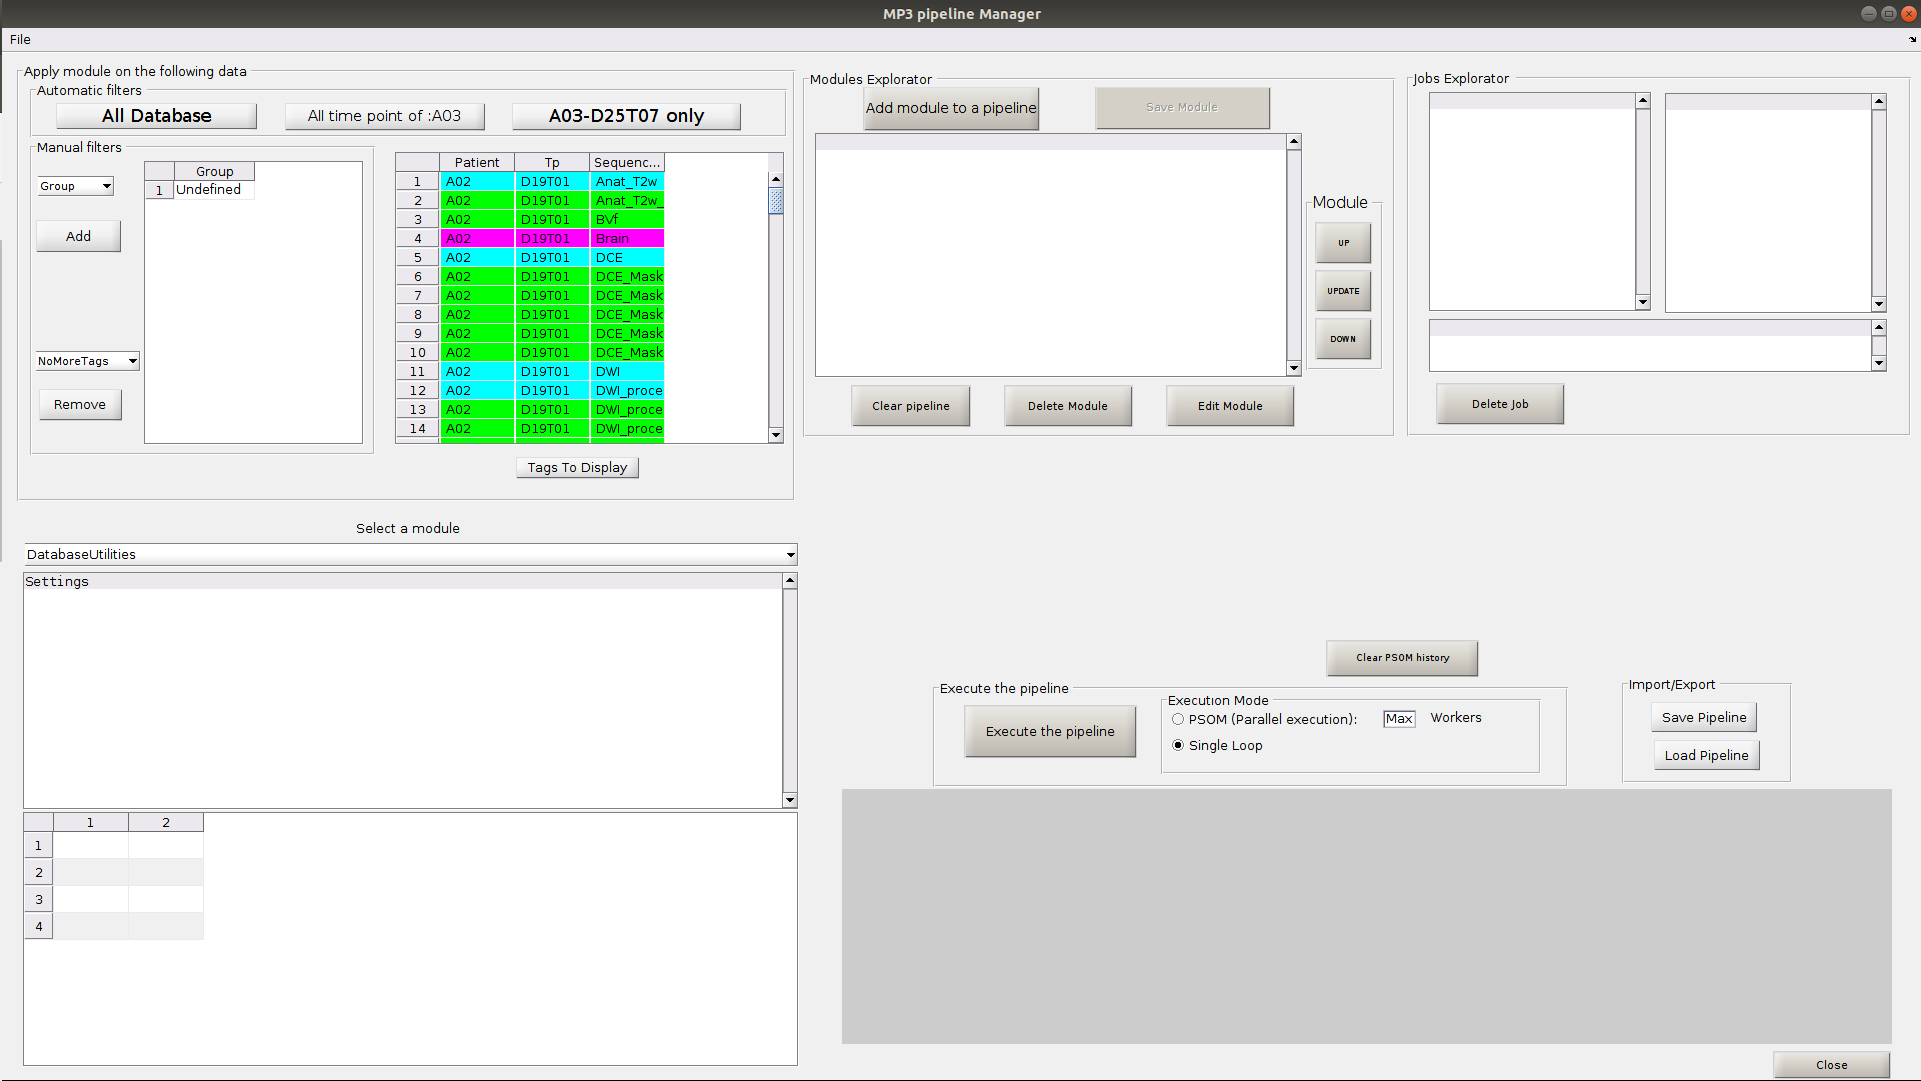 MP3 pipeline Manager
File
Apply module on the following data
Automatic filters
All Database
All time point of :A03
A03-D25T07 only
Manual filters
Group
Add
NoMoreTags
Remove
Group
1 Undefined
Patient Tp Sequenc...
1 A02 D19T01 Anat_T2w
2 A02 D19T01 Anat_T2w_
3 A02 D19T01 BVf
4 A02 D19T01 Brain
5 A02 D19T01 DCE
6 A02 D19T01 DCE_Mask
7 A02 D19T01 DCE_Mask
8 A02 D19T01 DCE_Mask
9 A02 D19T01 DCE_Mask
10 A02 D19T01 DCE_Mask
11 A02 D19T01 DWI
12 A02 D19T01 DWI_proce
13 A02 D19T01 DWI_proce
14 A02 D19T01 DWI_proce
Tags To Display
Modules Explorator
Add module to a pipeline
Save Module
Module
UP
UPDATE
DOWN
Clear pipeline
Delete Module
Edit Module
Jobs Explorator
Delete Job
Select a module
DatabaseUtilities
Settings
1 2
1
2
3
4
Clear PSOM history
Execute the pipeline
Execute the pipeline
Execution Mode
PSOM (Parallel execution): Max Workers
Single Loop
Import/Export
Save Pipeline
Load Pipeline
Close